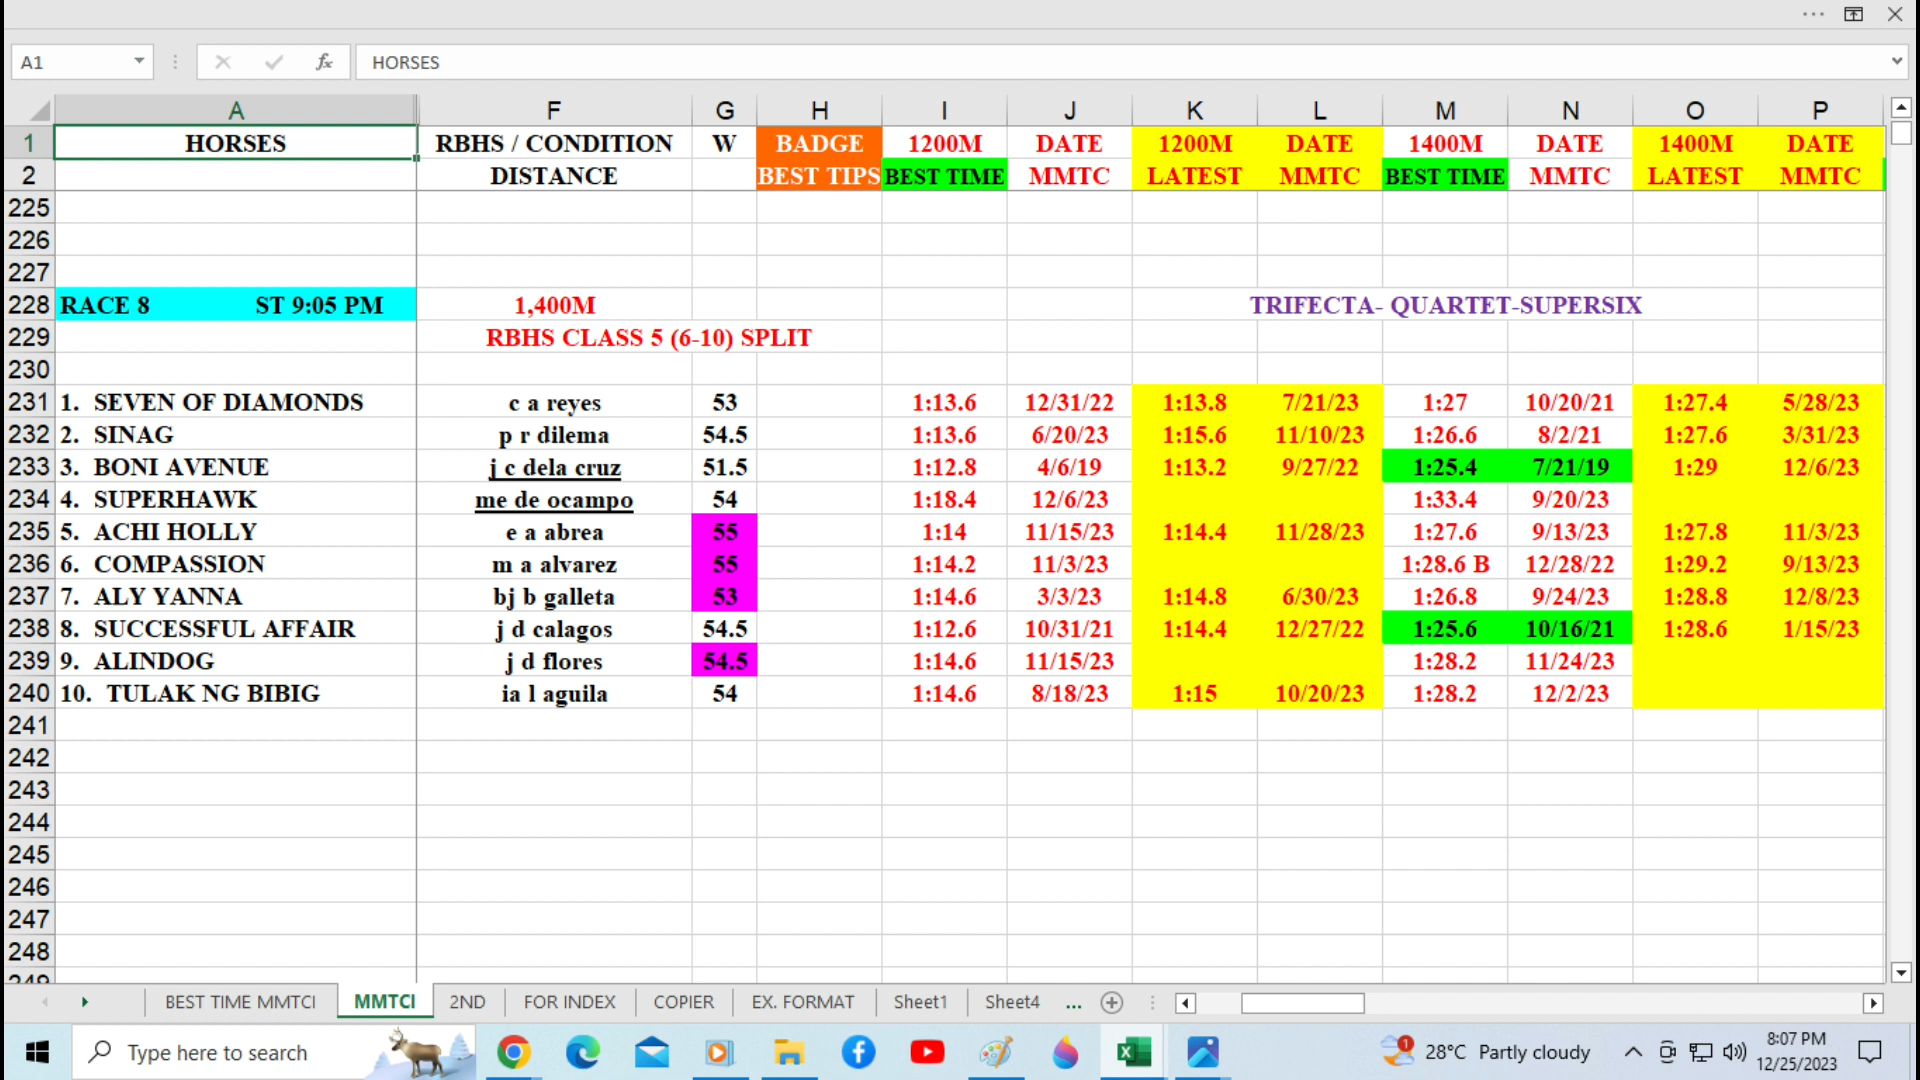 A1 HORSES
A F G H I J K L M N O P
1 HORSES RBHS / CONDITION W BADGE 1200M DATE 1200M DATE 1400M DATE 1400M DATE
2 DISTANCE BEST TIPS BEST TIME MMTC LATEST MMTC BEST TIME MMTC LATEST MMTC
225
226
227
228 RACE 8 ST 9:05 PM 1,400M TRIFECTA- QUARTET-SUPERSIX
229 RBHS CLASS 5 (6-10) SPLIT
230
231 1. SEVEN OF DIAMONDS c a reyes 53 1:13.6 12/31/22 1:13.8 7/21/23 1:27 10/20/21 1:27.4 5/28/23
232 2. SINAG p r dilema 54.5 1:13.6 6/20/23 1:15.6 11/10/23 1:26.6 8/2/21 1:27.6 3/31/23
233 3. BONI AVENUE j c dela cruz 51.5 1:12.8 4/6/19 1:13.2 9/27/22 1:25.4 7/21/19 1:29 12/6/23
234 4. SUPERHAWK me de ocampo 54 1:18.4 12/6/23 1:33.4 9/20/23
235 5. ACHI HOLLY e a abrea 55 1:14 11/15/23 1:14.4 11/28/23 1:27.6 9/13/23 1:27.8 11/3/23
236 6. COMPASSION m a alvarez 55 1:14.2 11/3/23 1:28.6 B 12/28/22 1:29.2 9/13/23
237 7. ALY YANNA bj b galleta 53 1:14.6 3/3/23 1:14.8 6/30/23 1:26.8 9/24/23 1:28.8 12/8/23
238 8. SUCCESSFUL AFFAIR j d calagos 54.5 1:12.6 10/31/21 1:14.4 12/27/22 1:25.6 10/16/21 1:28.6 1/15/23
239 9. ALINDOG j d flores 54.5 1:14.6 11/15/23 1:28.2 11/24/23
240 10. TULAK NG BIBIG ia l aguila 54 1:14.6 8/18/23 1:15 10/20/23 1:28.2 12/2/23
241
242
243
244
245
246
247
248
249
BEST TIME MMTCI MMTCI 2ND FOR INDEX COPIER EX. FORMAT Sheet1 Sheet4 ...
Type here to search 1 28°C Partly cloudy 8:07 PM
12/25/2023